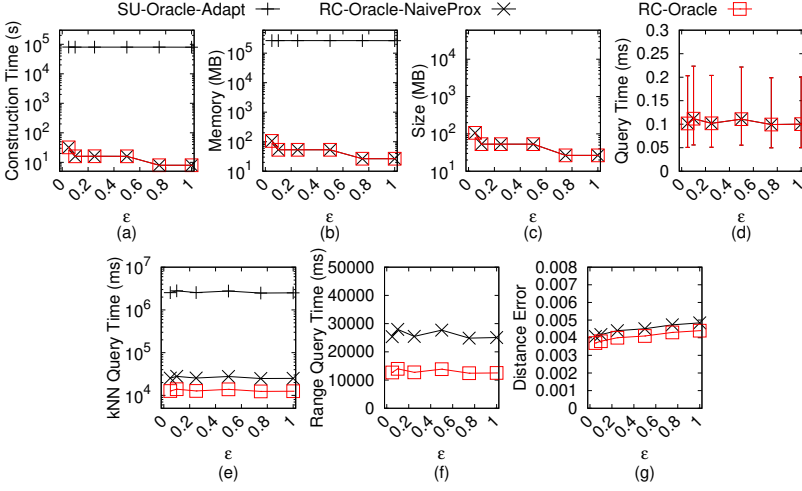 SU-Oracle-Adapt RC-Oracle-NaiveProx RC-Oracle
Construction Time (s)
10^5
10^4
10^3
10^2
10^1
0 0.2 0.4 0.6 0.8 1
ε
(a)
Memory (MB)
10^5
10^4
10^3
10^2
10^1
0 0.2 0.4 0.6 0.8 1
ε
(b)
Size (MB)
10^4
10^3
10^2
10^1
0 0.2 0.4 0.6 0.8 1
ε
(c)
Query Time (ms)
0.3
0.25
0.2
0.15
0.1
0.05
0
0 0.2 0.4 0.6 0.8 1
ε
(d)
kNN Query Time (ms)
10^7
10^6
10^5
10^4
0 0.2 0.4 0.6 0.8 1
ε
(e)
Range Query Time (ms)
50000
40000
30000
20000
10000
0
0 0.2 0.4 0.6 0.8 1
ε
(f)
Distance Error
0.008
0.006
0.005
0.004
0.002
0.001
0
0 0.2 0.4 0.6 0.8 1
ε
(g)